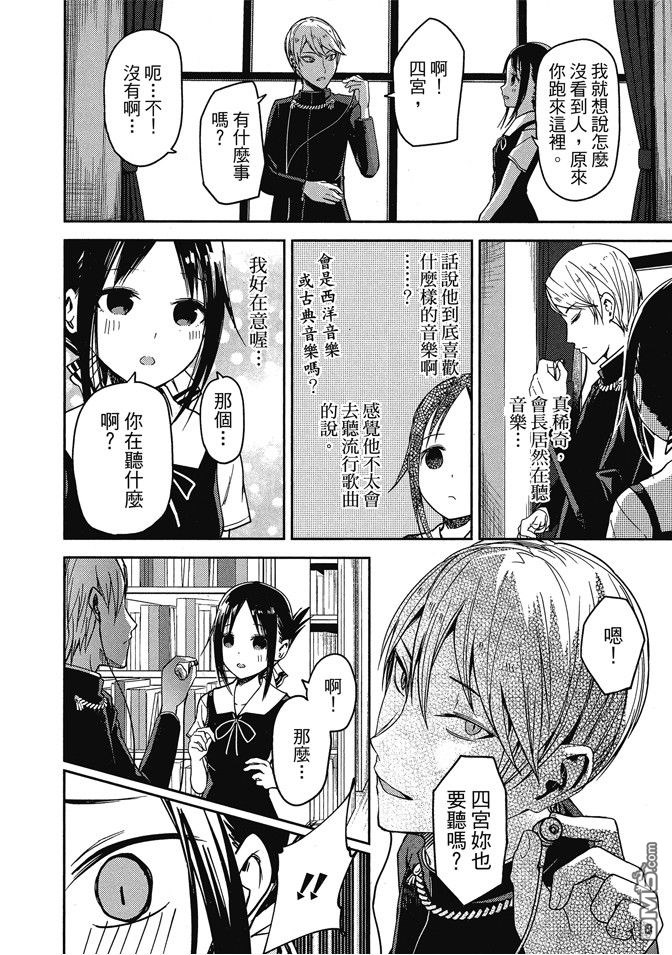 我就想說怎麼
沒看到人，原來
你跑來這裡。
啊！
四宮，
有什麼事
嗎？
呃…不！
沒有啊…
真稀奇，
會長居然在聽
音樂…
話說他到底喜歡
什麼樣的音樂啊
……？
會是西洋音樂
或古典音樂嗎？
感覺他不太會
去聽流行歌曲
的說。
我好在意喔…
那個…
你在聽什麼
啊？
嗯！
四宮妳也
要聽嗎？
啊！
那麼…
!!
DM5.com